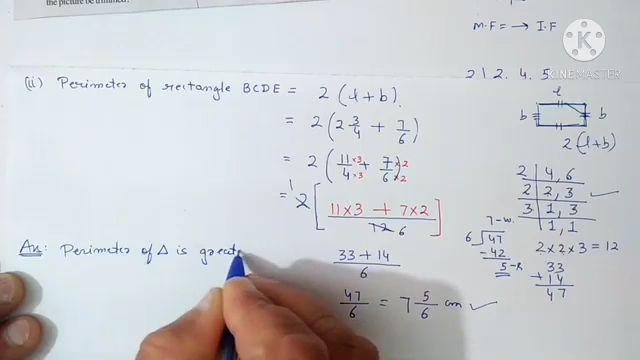 the picture be trimmed?
M.F = → I.F
KINEMASTER
2 | 2. 4. 5
(ii) Perimeter of rectangle BCDE = 2 (l+b).
= 2 (2 3/4 + 7/6)
= 2 (11/4 ×3/×3 + 7/6 ×2/×2)
= 1 2 [ 11×3 + 7×2 / 12 6 ]
33 + 14 / 6
47/6 = 7 5/6 cm ✓
Ans: Perimeter of Δ is great
l
b b
2 (l+b)
2 | 4, 6
2 | 2, 3 ✓
3 | 1, 3
1, 1
2×2×3 = 12
7-W.
6 √47
-42
5-R
33
+ 14
47